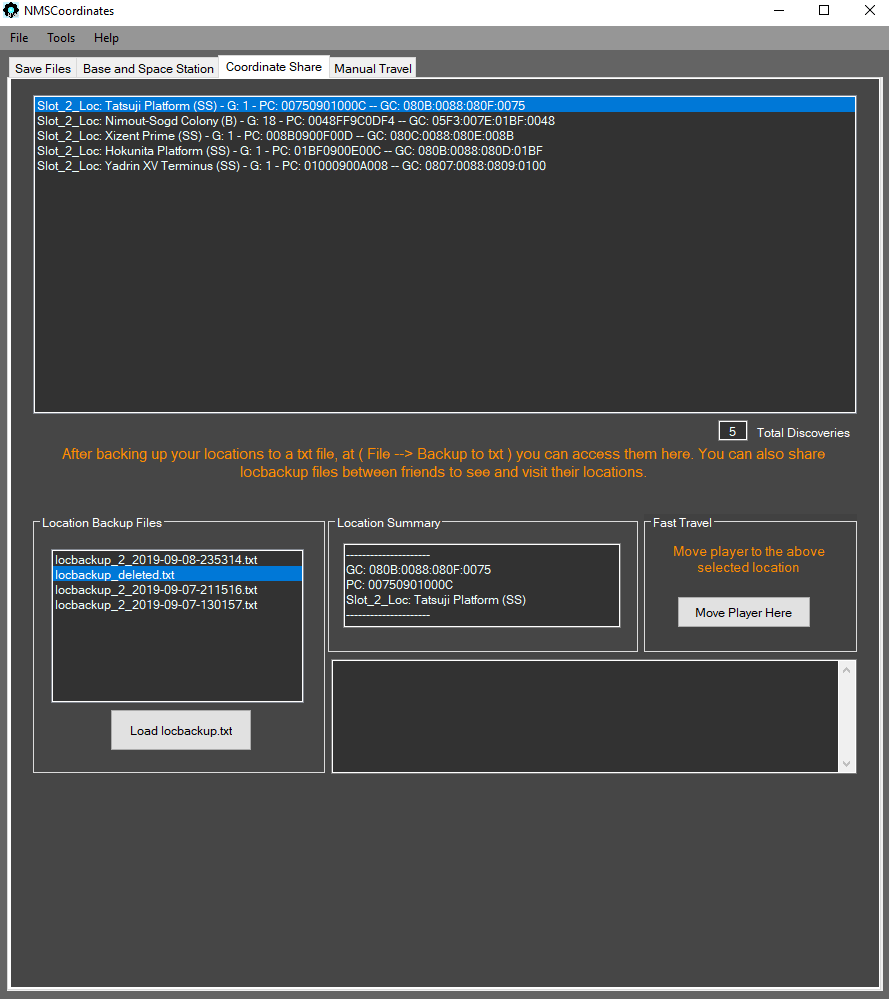 NMSCoordinates
File Tools Help
Save Files Base and Space Station Coordinate Share Manual Travel
Slot_2_Loc: Tatsuji Platform (SS) - G: 1 - PC: 00750901000C -- GC: 080B:0088:080F:0075
Slot_2_Loc: Nimout-Sogd Colony (B) - G: 18 - PC: 0048FF9C0DF4 -- GC: 05F3:007E:01BF:0048
Slot_2_Loc: Xizent Prime (SS) - G: 1 - PC: 008B0900F00D -- GC: 080C:0088:080E:008B
Slot_2_Loc: Hokunita Platform (SS) - G: 1 - PC: 01BF0900E00C -- GC: 080B:0088:080D:01BF
Slot_2_Loc: Yadrin XV Terminus (SS) - G: 1 - PC: 01000900A008 -- GC: 0807:0088:0809:0100
5 Total Discoveries
After backing up your locations to a txt file, at ( File --> Backup to txt ) you can access them here. You can also share
locbackup files between friends to see and visit their locations.
Location Backup Files
locbackup_2_2019-09-08-235314.txt
locbackup_deleted.txt
locbackup_2_2019-09-07-211516.txt
locbackup_2_2019-09-07-130157.txt
Load locbackup.txt
Location Summary
---------------------
GC: 080B:0088:080F:0075
PC: 00750901000C
Slot_2_Loc: Tatsuji Platform (SS)
---------------------
Fast Travel
Move player to the above
selected location
Move Player Here